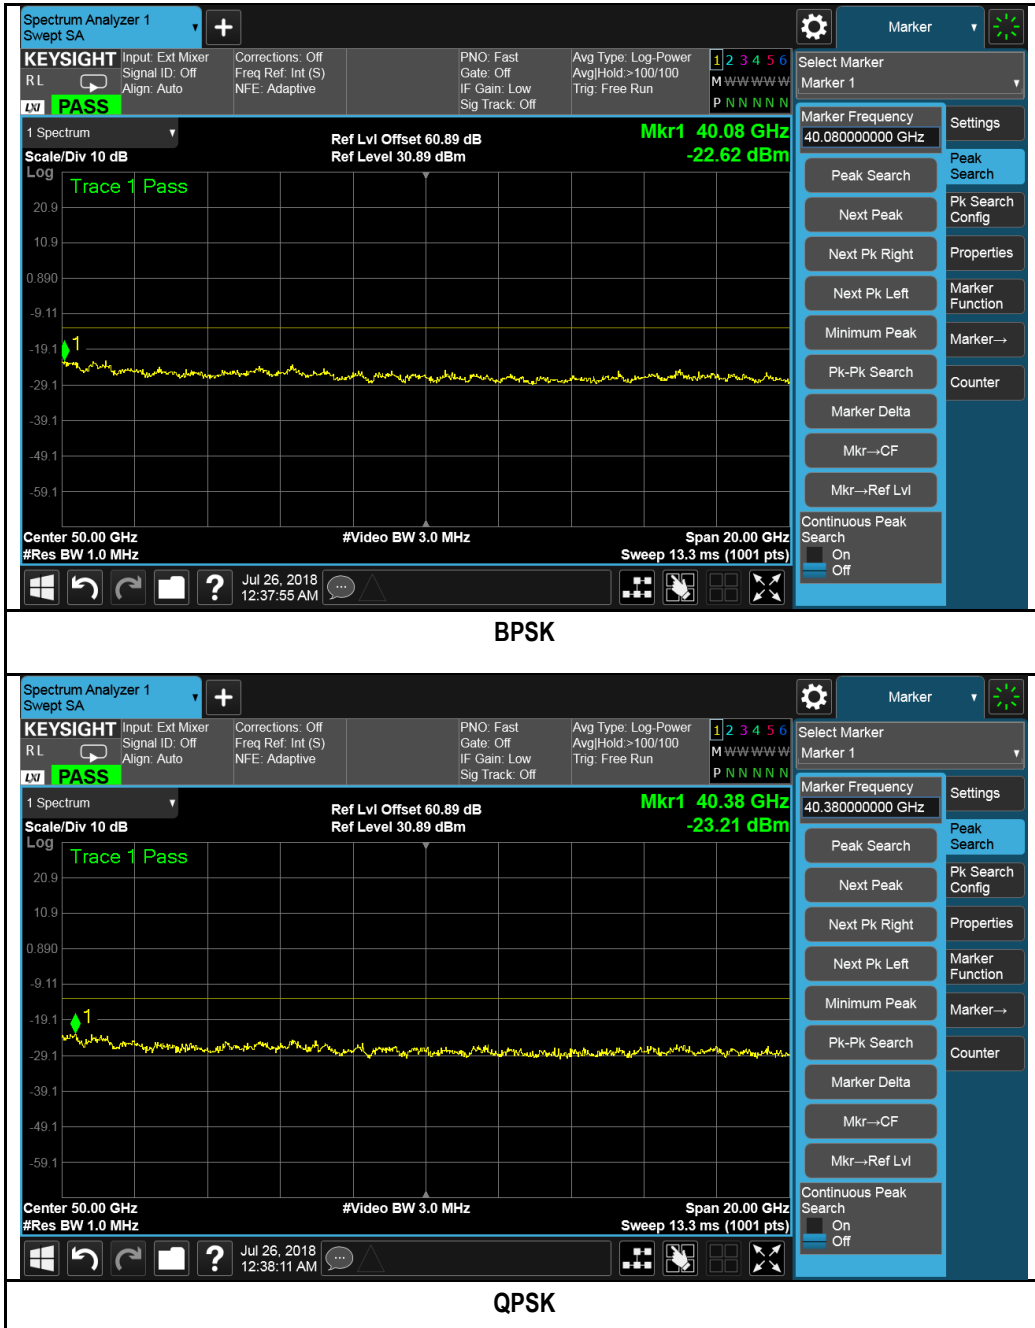 Spectrum Analyzer 1
Swept SA
Marker
KEYSIGHT
Input: Ext Mixer
Corrections: Off
PNO: Fast
Avg Type: Log-Power
1 2 3 4 5 6
Select Marker
R L
Signal ID: Off
Freq Ref: Int (S)
Gate: Off
Avg|Hold:>100/100
M W W W W W
Marker 1
Align: Auto
NFE: Adaptive
IF Gain: Low
Trig: Free Run
LXI
PASS
Sig Track: Off
P N N N N N
1 Spectrum
Ref Lvl Offset 60.89 dB
Mkr1 40.08 GHz
Marker Frequency
Settings
Scale/Div 10 dB
Ref Level 30.89 dBm
-22.62 dBm
40.080000000 GHz
Log
Trace 1 Pass
20.9
10.9
0.890
-9.11
-19.1
-29.1
-39.1
-49.1
-59.1
1
Peak Search
Next Peak
Next Pk Right
Next Pk Left
Minimum Peak
Pk-Pk Search
Marker Delta
Mkr→CF
Mkr→Ref Lvl
Continuous Peak
Search
On
Off
Peak
Search
Pk Search
Config
Properties
Marker
Function
Marker→
Counter
Center 50.00 GHz
#Video BW 3.0 MHz
Span 20.00 GHz
#Res BW 1.0 MHz
Sweep 13.3 ms (1001 pts)
?
Jul 26, 2018
12:37:55 AM
BPSK
Spectrum Analyzer 1
Swept SA
Marker
KEYSIGHT
Input: Ext Mixer
Corrections: Off
PNO: Fast
Avg Type: Log-Power
1 2 3 4 5 6
Select Marker
R L
Signal ID: Off
Freq Ref: Int (S)
Gate: Off
Avg|Hold:>100/100
M W W W W W
Marker 1
Align: Auto
NFE: Adaptive
IF Gain: Low
Trig: Free Run
LXI
PASS
Sig Track: Off
P N N N N N
1 Spectrum
Ref Lvl Offset 60.89 dB
Mkr1 40.38 GHz
Marker Frequency
Settings
Scale/Div 10 dB
Ref Level 30.89 dBm
-23.21 dBm
40.380000000 GHz
Log
Trace 1 Pass
20.9
10.9
0.890
-9.11
-19.1
-29.1
-39.1
-49.1
-59.1
1
Peak Search
Next Peak
Next Pk Right
Next Pk Left
Minimum Peak
Pk-Pk Search
Marker Delta
Mkr→CF
Mkr→Ref Lvl
Continuous Peak
Search
On
Off
Peak
Search
Pk Search
Config
Properties
Marker
Function
Marker→
Counter
Center 50.00 GHz
#Video BW 3.0 MHz
Span 20.00 GHz
#Res BW 1.0 MHz
Sweep 13.3 ms (1001 pts)
?
Jul 26, 2018
12:38:11 AM
QPSK